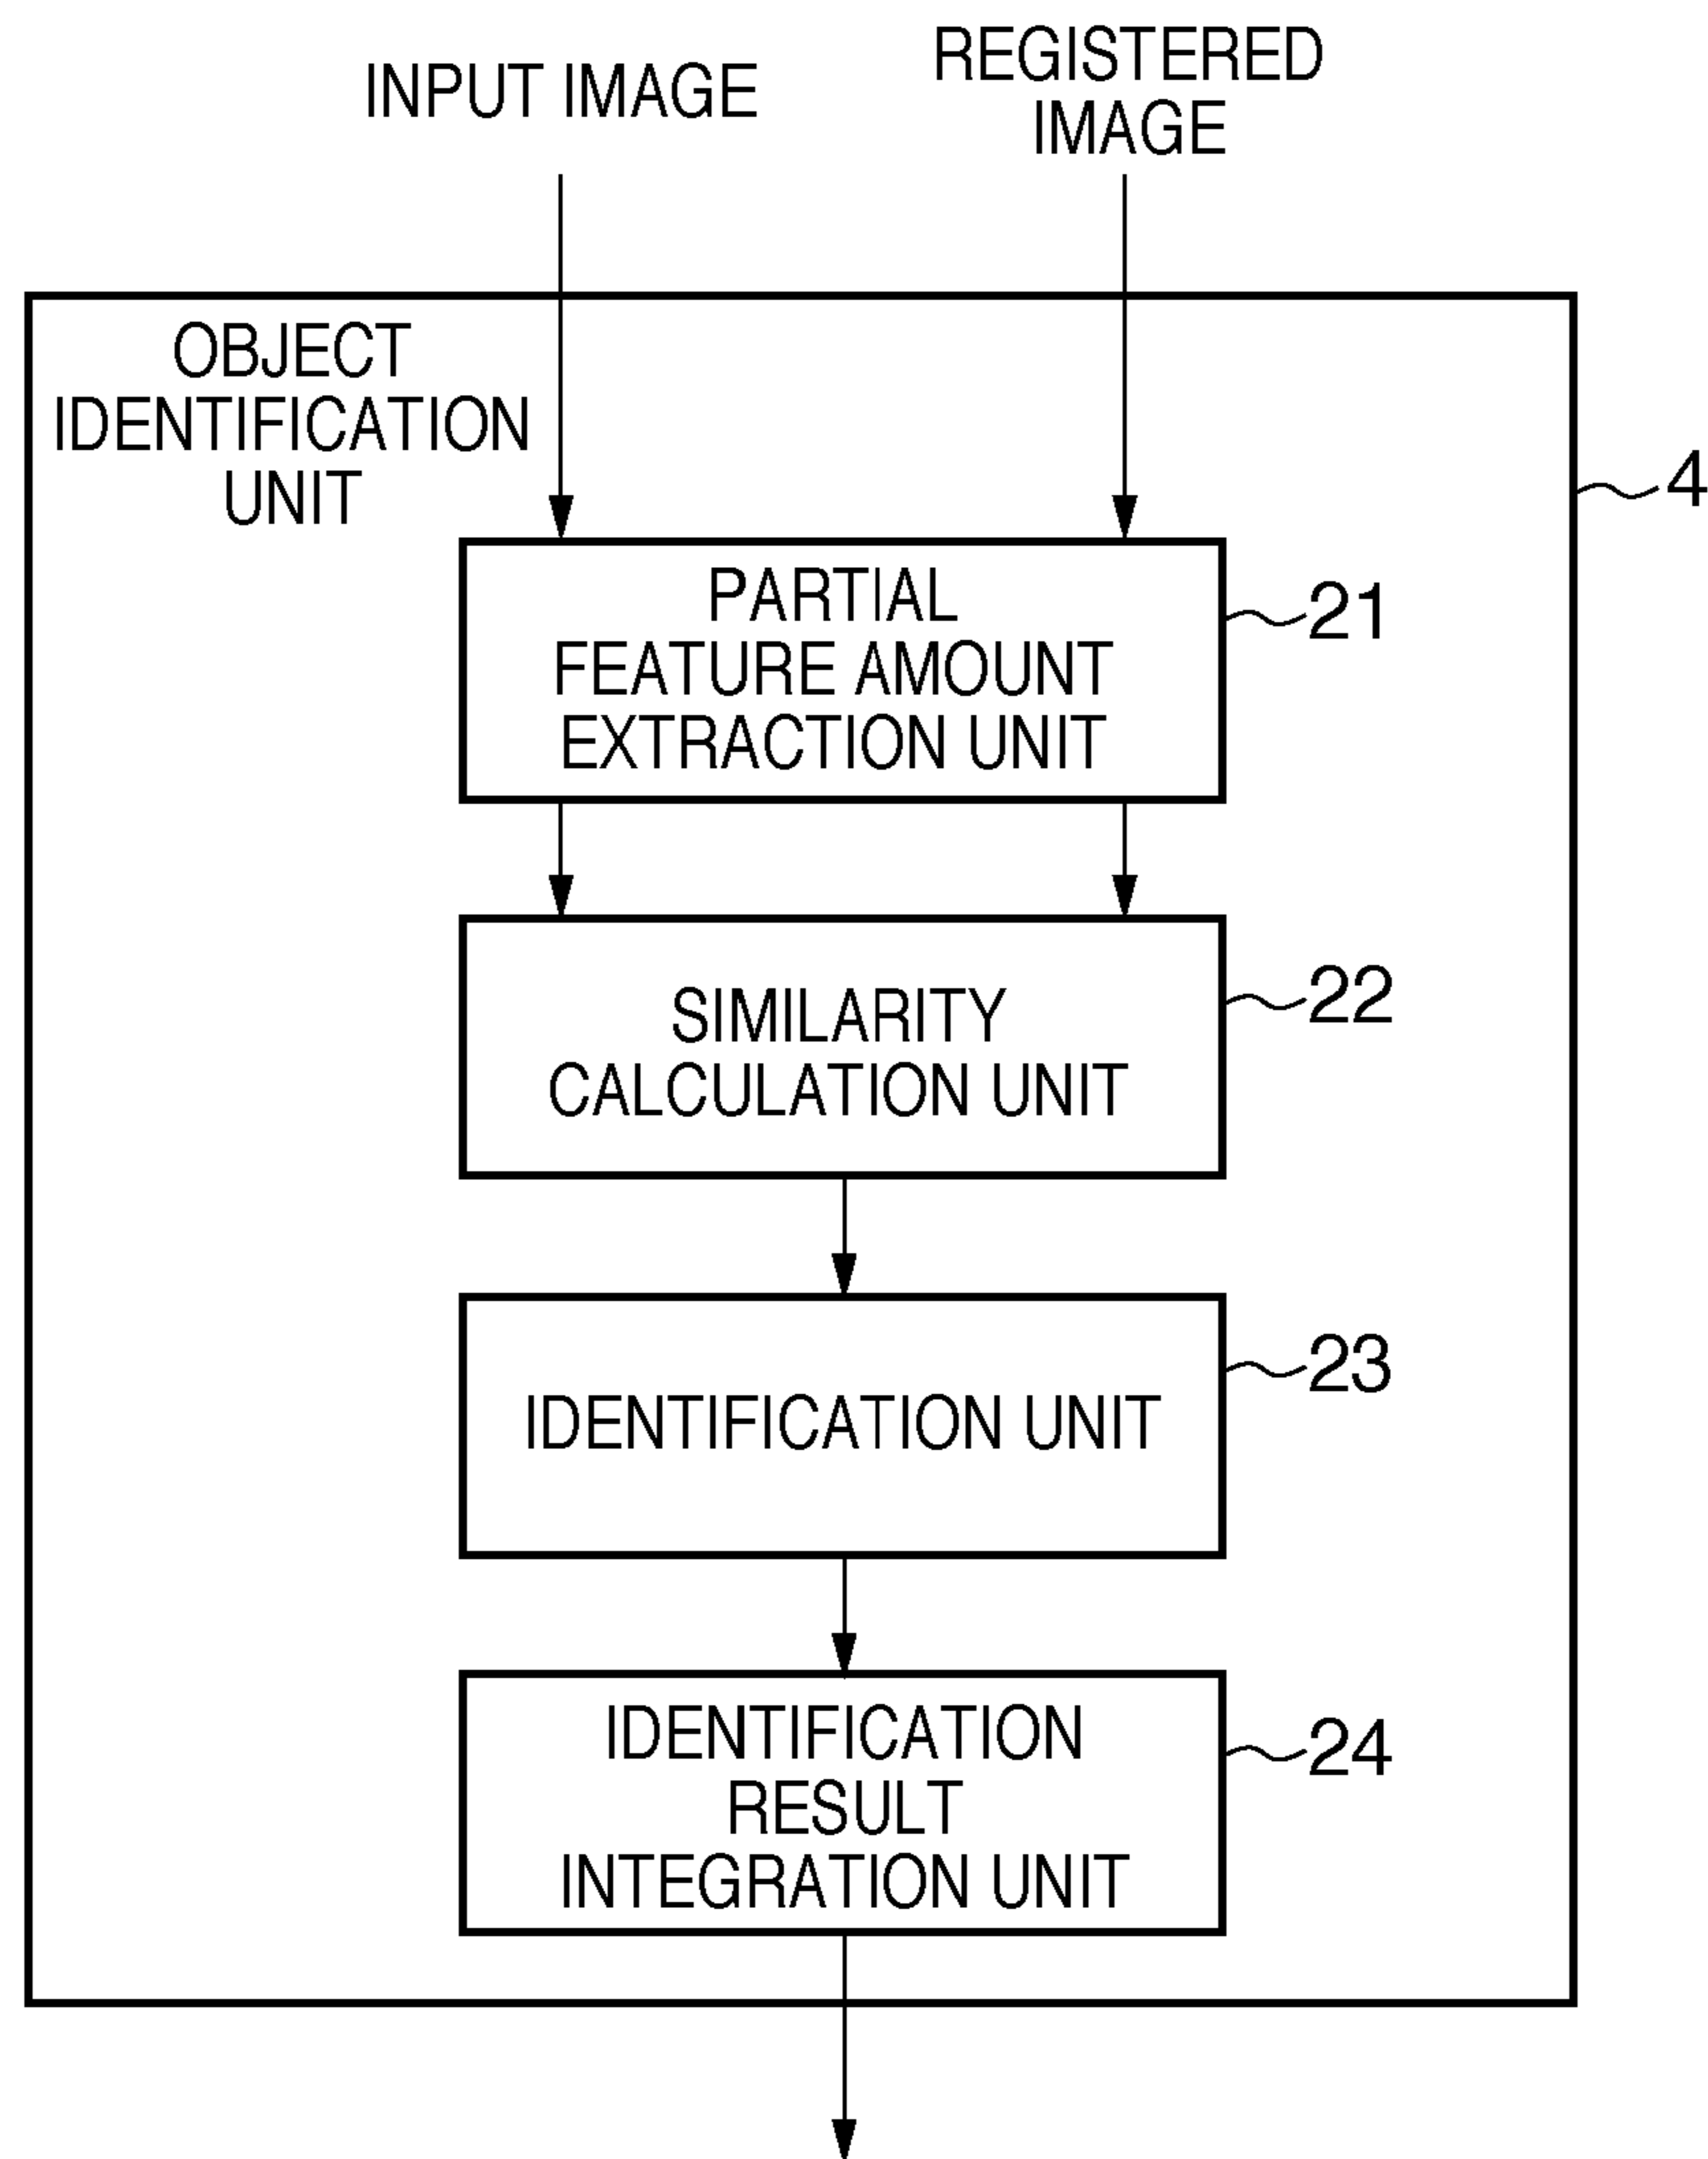 INPUT IMAGE
REGISTERED
IMAGE
OBJECT
IDENTIFICATION
UNIT
4
PARTIAL
FEATURE AMOUNT
EXTRACTION UNIT
21
SIMILARITY
CALCULATION UNIT
22
IDENTIFICATION UNIT
23
IDENTIFICATION
RESULT
INTEGRATION UNIT
24